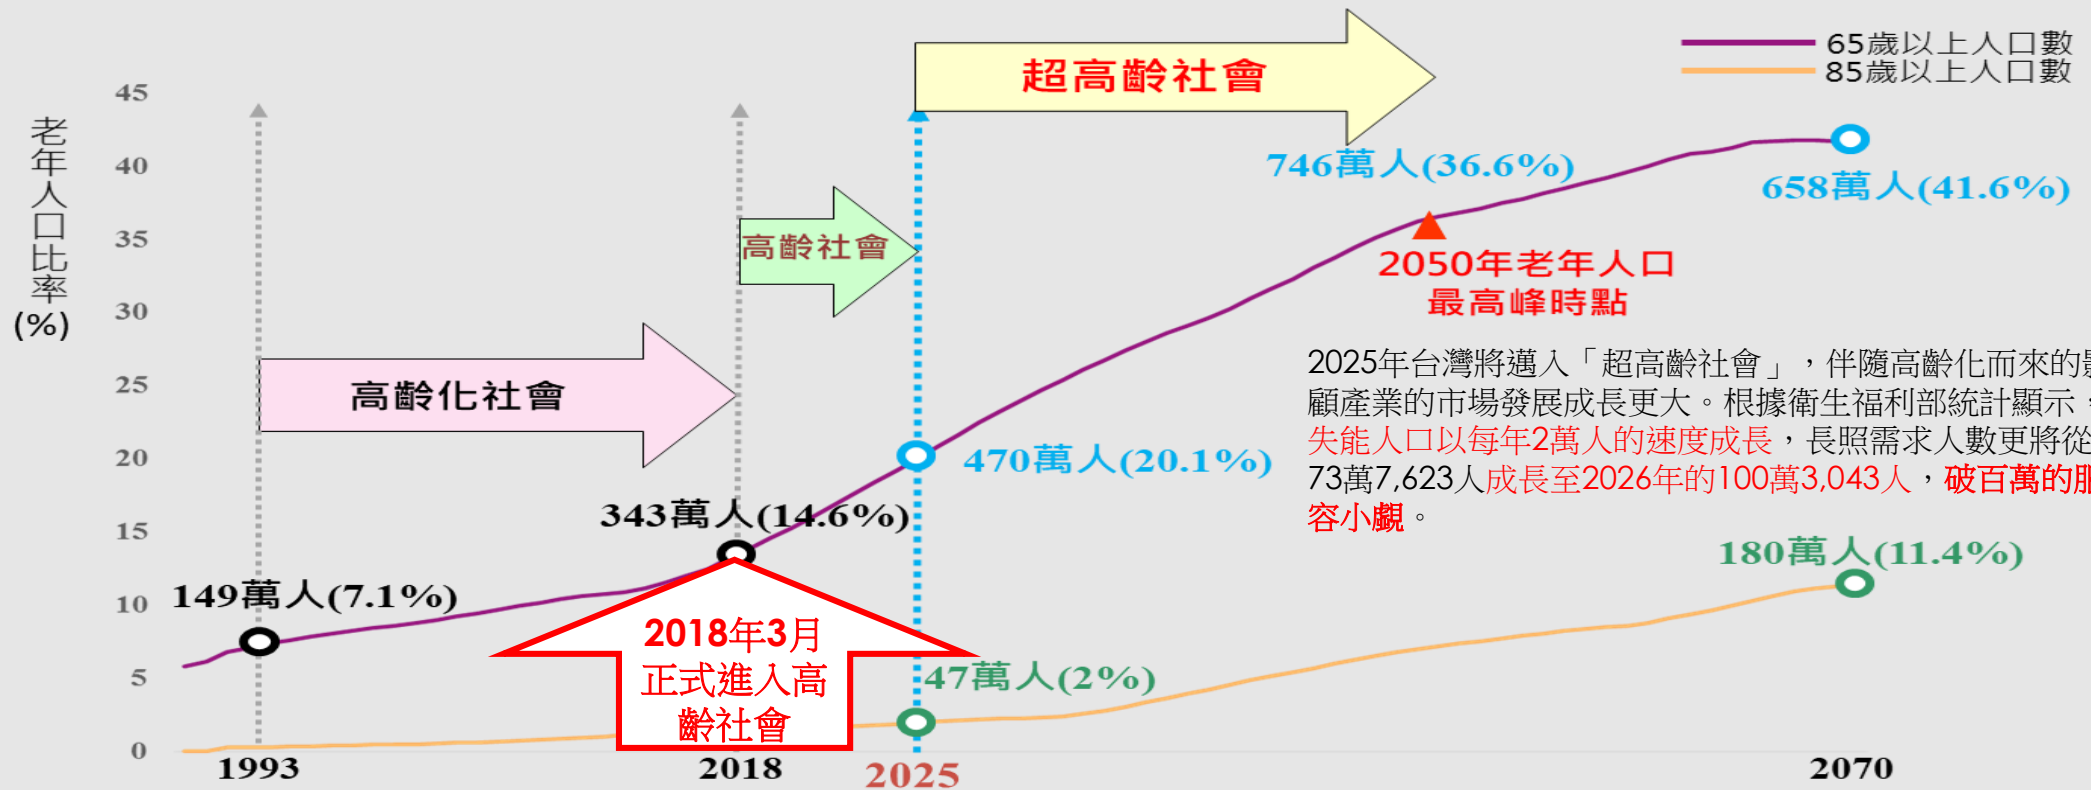 超高齡社會
65歲以上人口數
85歲以上人口數
老年人口比率
(%)
45
40
35
30
25
20
15
10
5
0
746萬人(36.6%)
658萬人(41.6%)
高齡社會
2050年老年人口
最高峰時點
高齡化社會
2025年台灣將邁入「超高齡社會」，伴隨高齡化而來的
顧產業的市場發展成長更大。根據衛生福利部統計顯示，
失能人口以每年2萬人的速度成長，長照需求人數更將從
73萬7,623人成長至2026年的100萬3,043人，破百萬的
容小覷。
470萬人(20.1%)
343萬人(14.6%)
149萬人(7.1%)
180萬人(11.4%)
2018年3月
正式進入高
齡社會
47萬人(2%)
1993
2018
2025
2070